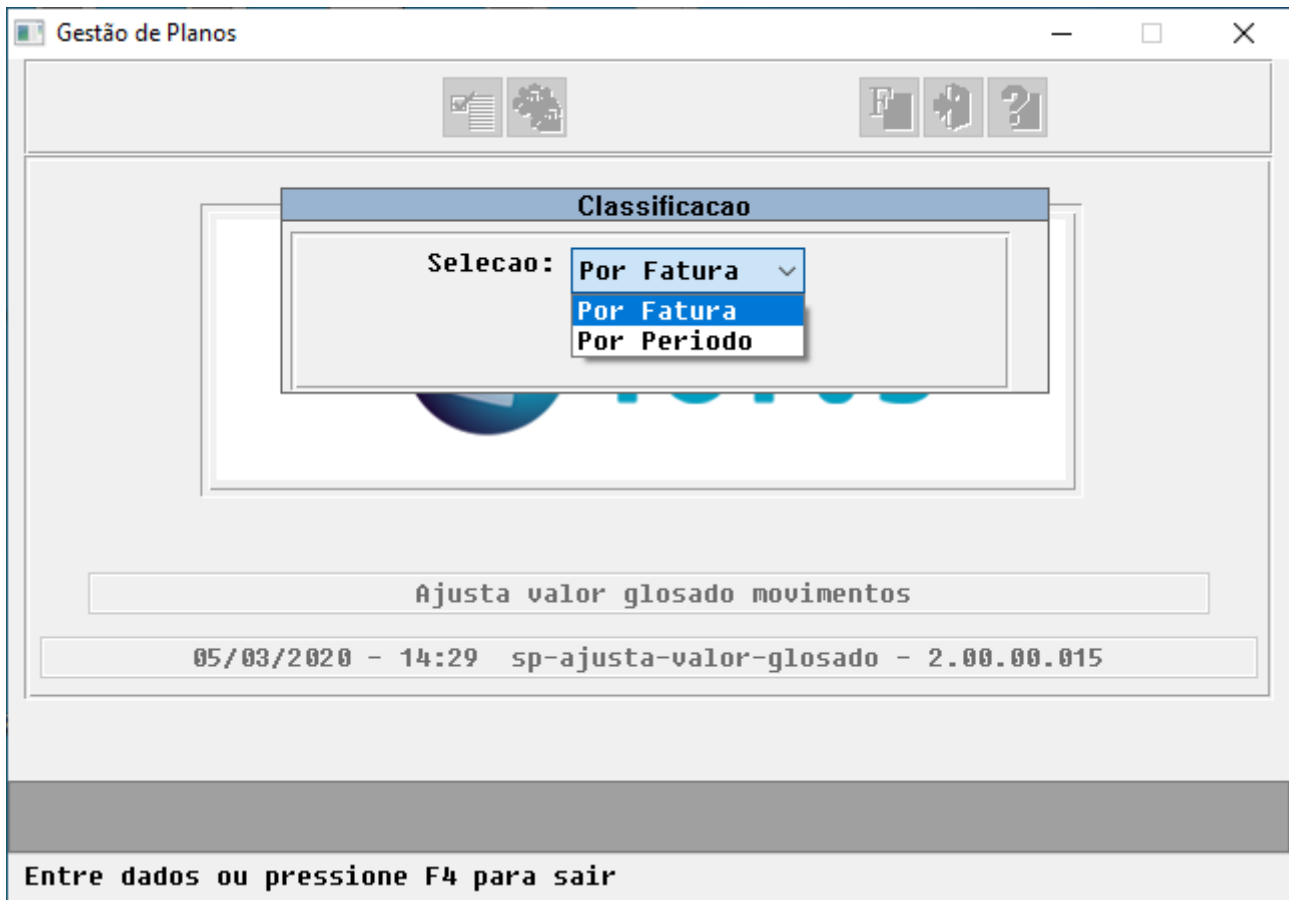 Gestão de Planos
F
?
Classificacao
Selecao: Por Fatura
Por Fatura
Por Periodo
Ajusta valor glosado movimentos
05/03/2020 - 14:29 sp-ajusta-valor-glosado - 2.00.00.015
Entre dados ou pressione F4 para sair